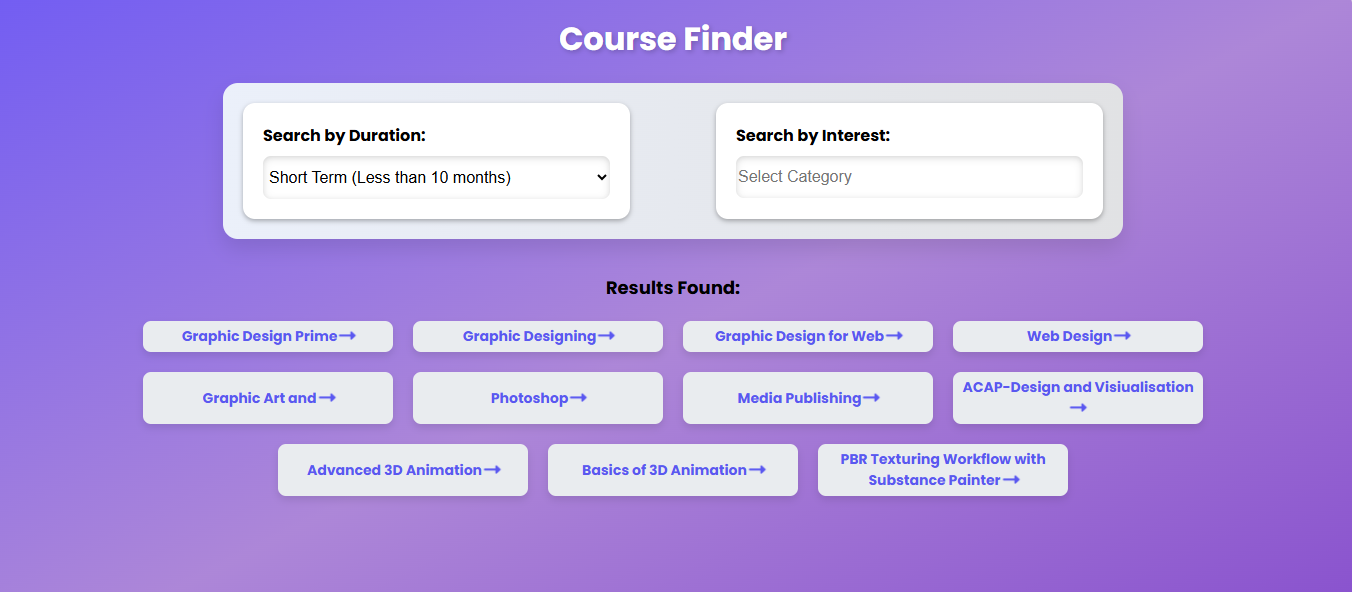 Course Finder
Search by Duration:
Short Term (Less than 10 months)
Search by Interest:
Select Category
Results Found:
Graphic Design Prime→
Graphic Designing→
Graphic Design for Web→
Web Design→
Graphic Art and→
Photoshop→
Media Publishing→
ACAP-Design and Visiualisation
→
Advanced 3D Animation→
Basics of 3D Animation→
PBR Texturing Workflow with
Substance Painter→